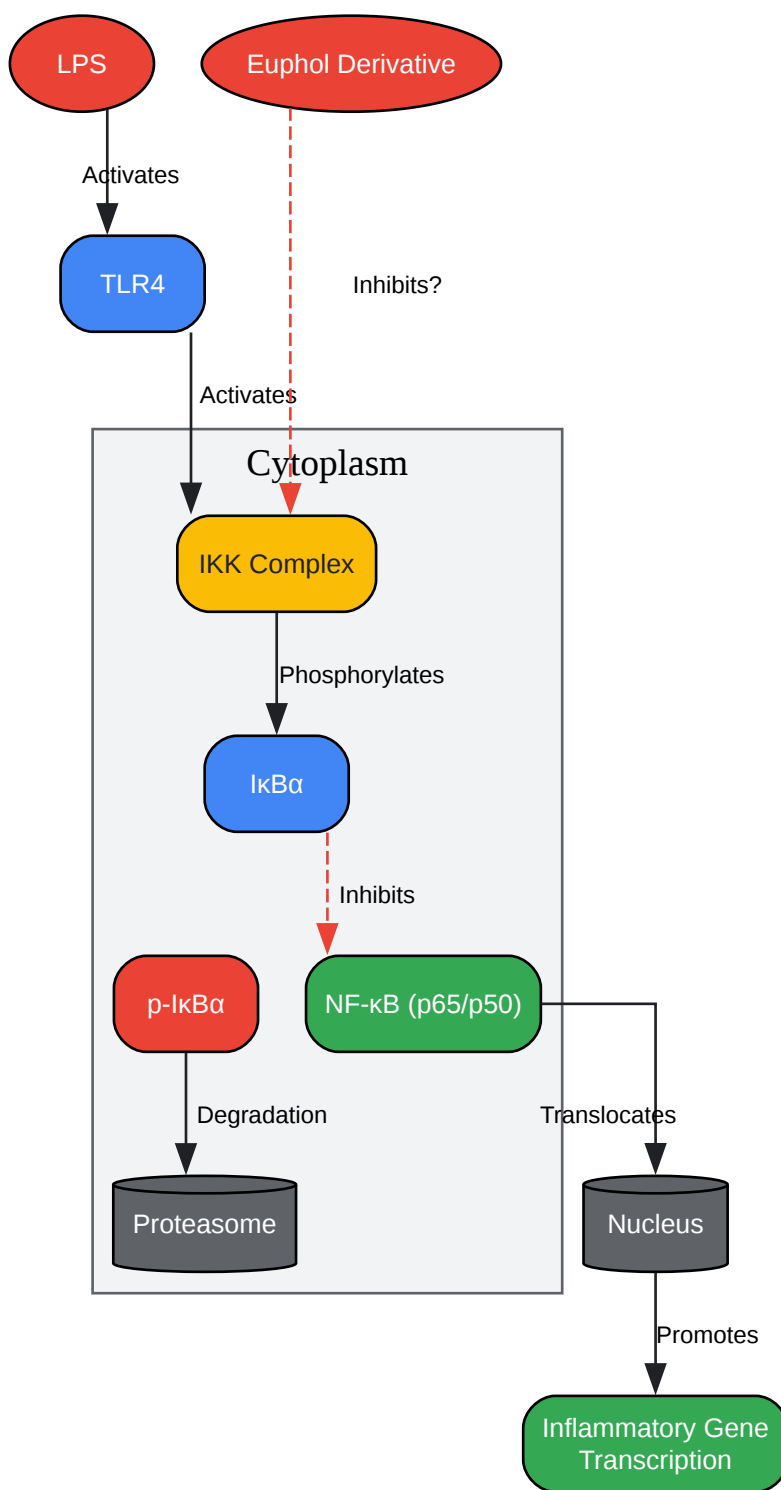 LPS
Euphol Derivative
Activates
TLR4
Inhibits?
Activates
Cytoplasm
IKK Complex
Phosphorylates
IκBα
Inhibits
p-IκBα
NF-κB (p65/p50)
Degradation
Translocates
Proteasome
Nucleus
Promotes
Inflammatory Gene
Transcription